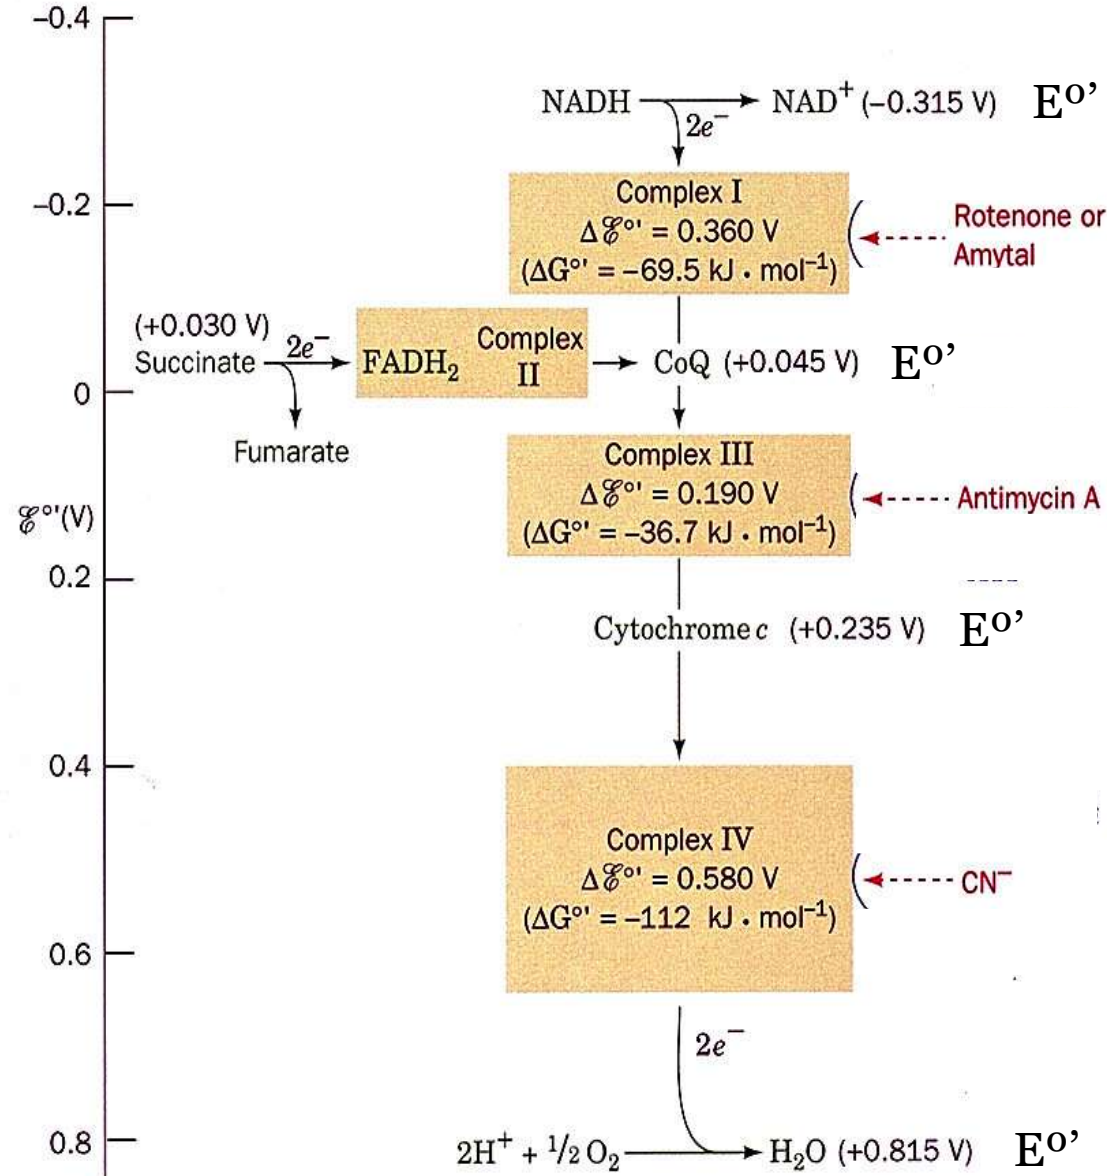 –0.4
NADH NAD⁺ (–0.315 V) E⁰’
2e⁻
Complex I
Δℰ°' = 0.360 V
(ΔG°' = –69.5 kJ · mol⁻¹)
–0.2
Rotenone or
Amytal
(+0.030 V)
Succinate 2e⁻
FADH₂ Complex
II
CoQ (+0.045 V) E⁰’
0
Fumarate
Complex III
Δℰ°' = 0.190 V
(ΔG°' = –36.7 kJ · mol⁻¹)
Antimycin A
ℰ°'(V)
0.2
Cytochrome c (+0.235 V) E⁰’
0.4
Complex IV
Δℰ°' = 0.580 V
(ΔG°' = –112 kJ · mol⁻¹)
CN⁻
0.6
2e⁻
0.8
2H⁺ + ½ O₂ H₂O (+0.815 V) E⁰’